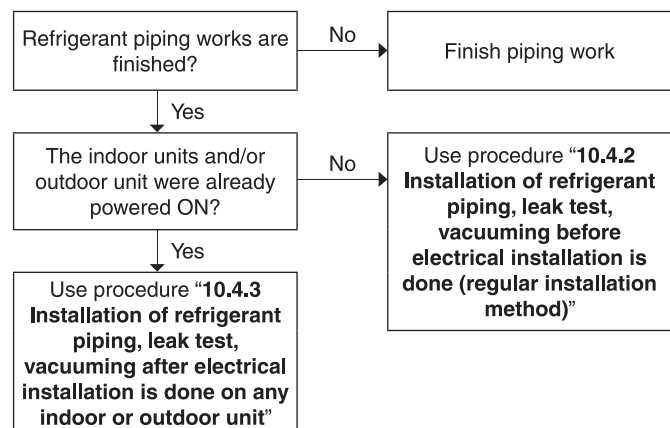 Refrigerant piping works are
finished?
No
Finish piping work
Yes
The indoor units and/or
outdoor unit were already
powered ON?
No
Use procedure “10.4.2
Installation of refrigerant
piping, leak test,
vacuuming before
electrical installation is
done (regular installation
method)”
Yes
Use procedure “10.4.3
Installation of refrigerant
piping, leak test,
vacuuming after electrical
installation is done on any
indoor or outdoor unit”